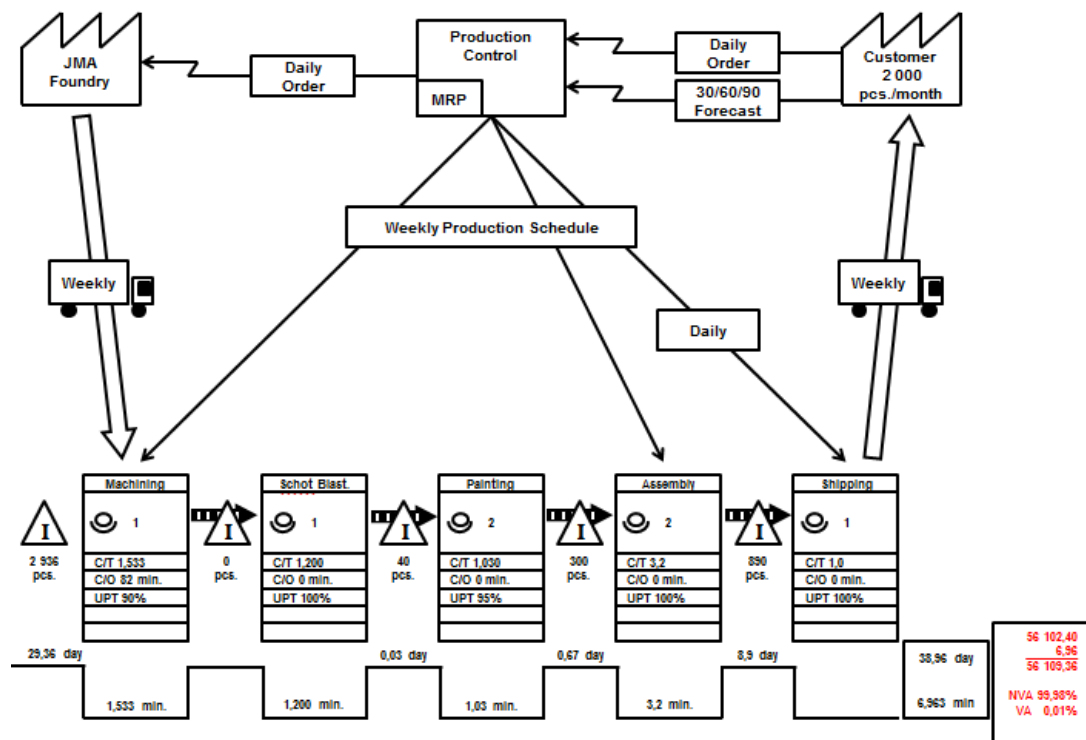 JMA
Foundry
Daily
Order
Production
Control
MRP
Daily
Order
30/60/90
Forecast
Customer
2 000
pcs./month
Weekly Production Schedule
Weekly
Weekly
Daily
Machining
1
C/T 1,533
C/O 82 min.
UPT 90%
Schot Blast.
1
C/T 1,200
C/O 0 min.
UPT 100%
Painting
2
C/T 1,030
C/O 0 min.
UPT 95%
Assembly
2
C/T 3,2
C/O 0 min.
UPT 100%
Shipping
1
C/T 1,0
C/O 0 min.
UPT 100%
I
2 936
pcs.
I
0
pcs.
I
40
pcs.
I
300
pcs.
I
890
pcs.
29,36 day
0,03 day
0,67 day
8,9 day
38,96 day
1,533 min.
1,200 min.
1,03 min.
3,2 min.
6,963 min
56 102,40
6,96
56 109,36
NVA 99,98%
VA 0,01%